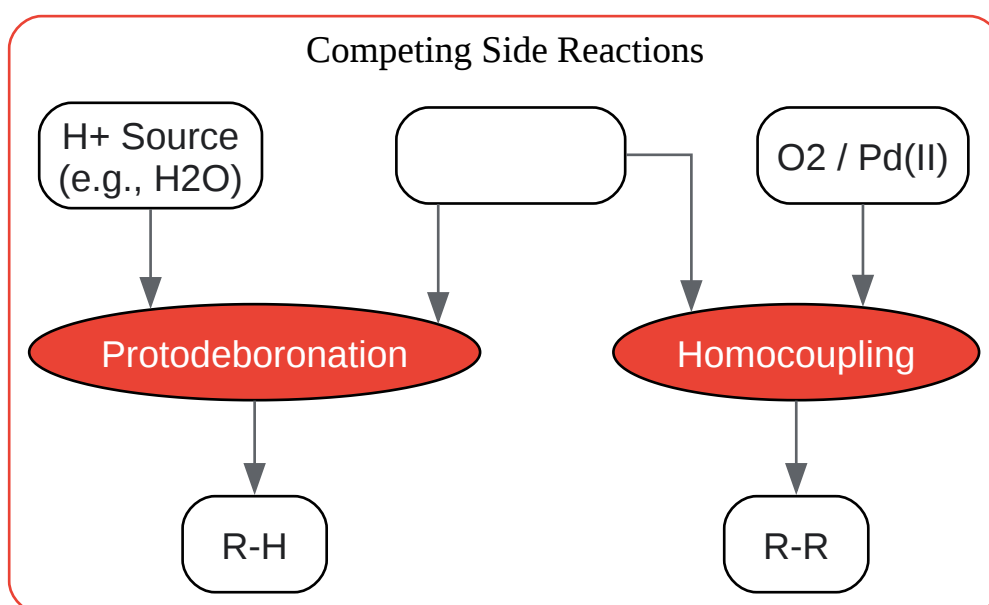 Competing Side Reactions
H+ Source
(e.g., H2O)
O2 / Pd(II)
Protodeboronation
Homocoupling
R-H
R-R